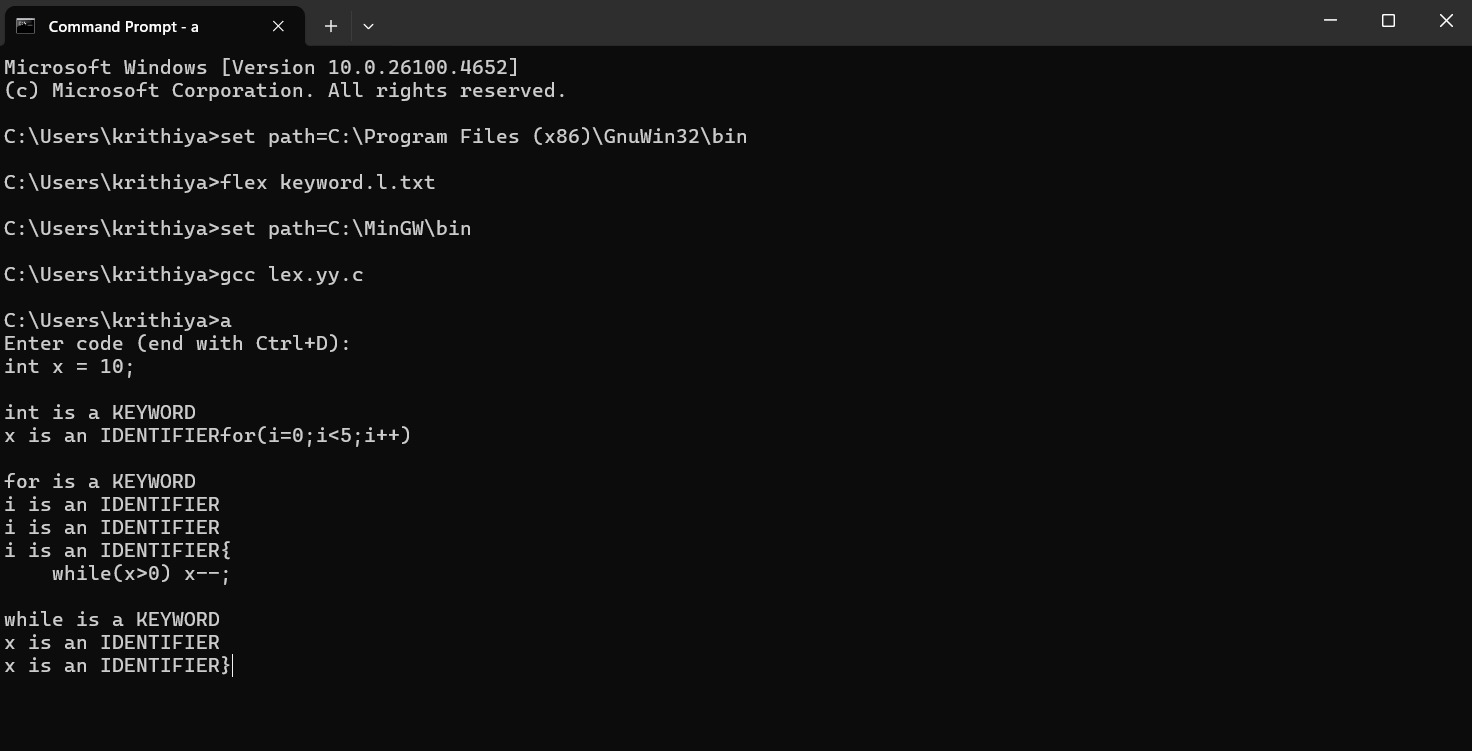 Command Prompt - a
Microsoft Windows [Version 10.0.26100.4652]
(c) Microsoft Corporation. All rights reserved.
C:\Users\krithiya>set path=C:\Program Files (x86)\GnuWin32\bin
C:\Users\krithiya>flex keyword.l.txt
C:\Users\krithiya>set path=C:\MinGW\bin
C:\Users\krithiya>gcc lex.yy.c
C:\Users\krithiya>a
Enter code (end with Ctrl+D):
int x = 10;
int is a KEYWORD
x is an IDENTIFIERfor(i=0;i<5;i++)
for is a KEYWORD
i is an IDENTIFIER
i is an IDENTIFIER
i is an IDENTIFIER{
    while(x>0) x--;
while is a KEYWORD
x is an IDENTIFIER
x is an IDENTIFIER}